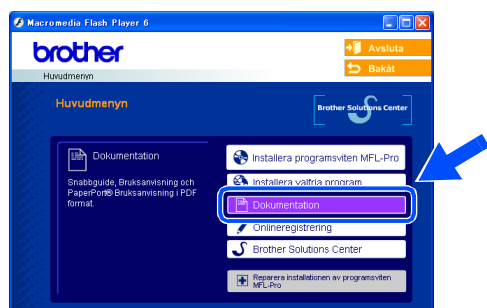 Macromedia Flash Player 6
brother
Avsluta
Bakåt
Huvudmenyn
Huvudmenyn
Brother Solutions Center
Dokumentation
Snabbguide, Bruksanvisning och
PaperPort® Bruksanvisning i PDF
format.
Installera programsviten MFL-Pro
Installera valfria program
Dokumentation
Onlineregistrering
Brother Solutions Center
Reparera installationen av programsviten
MFL-Pro